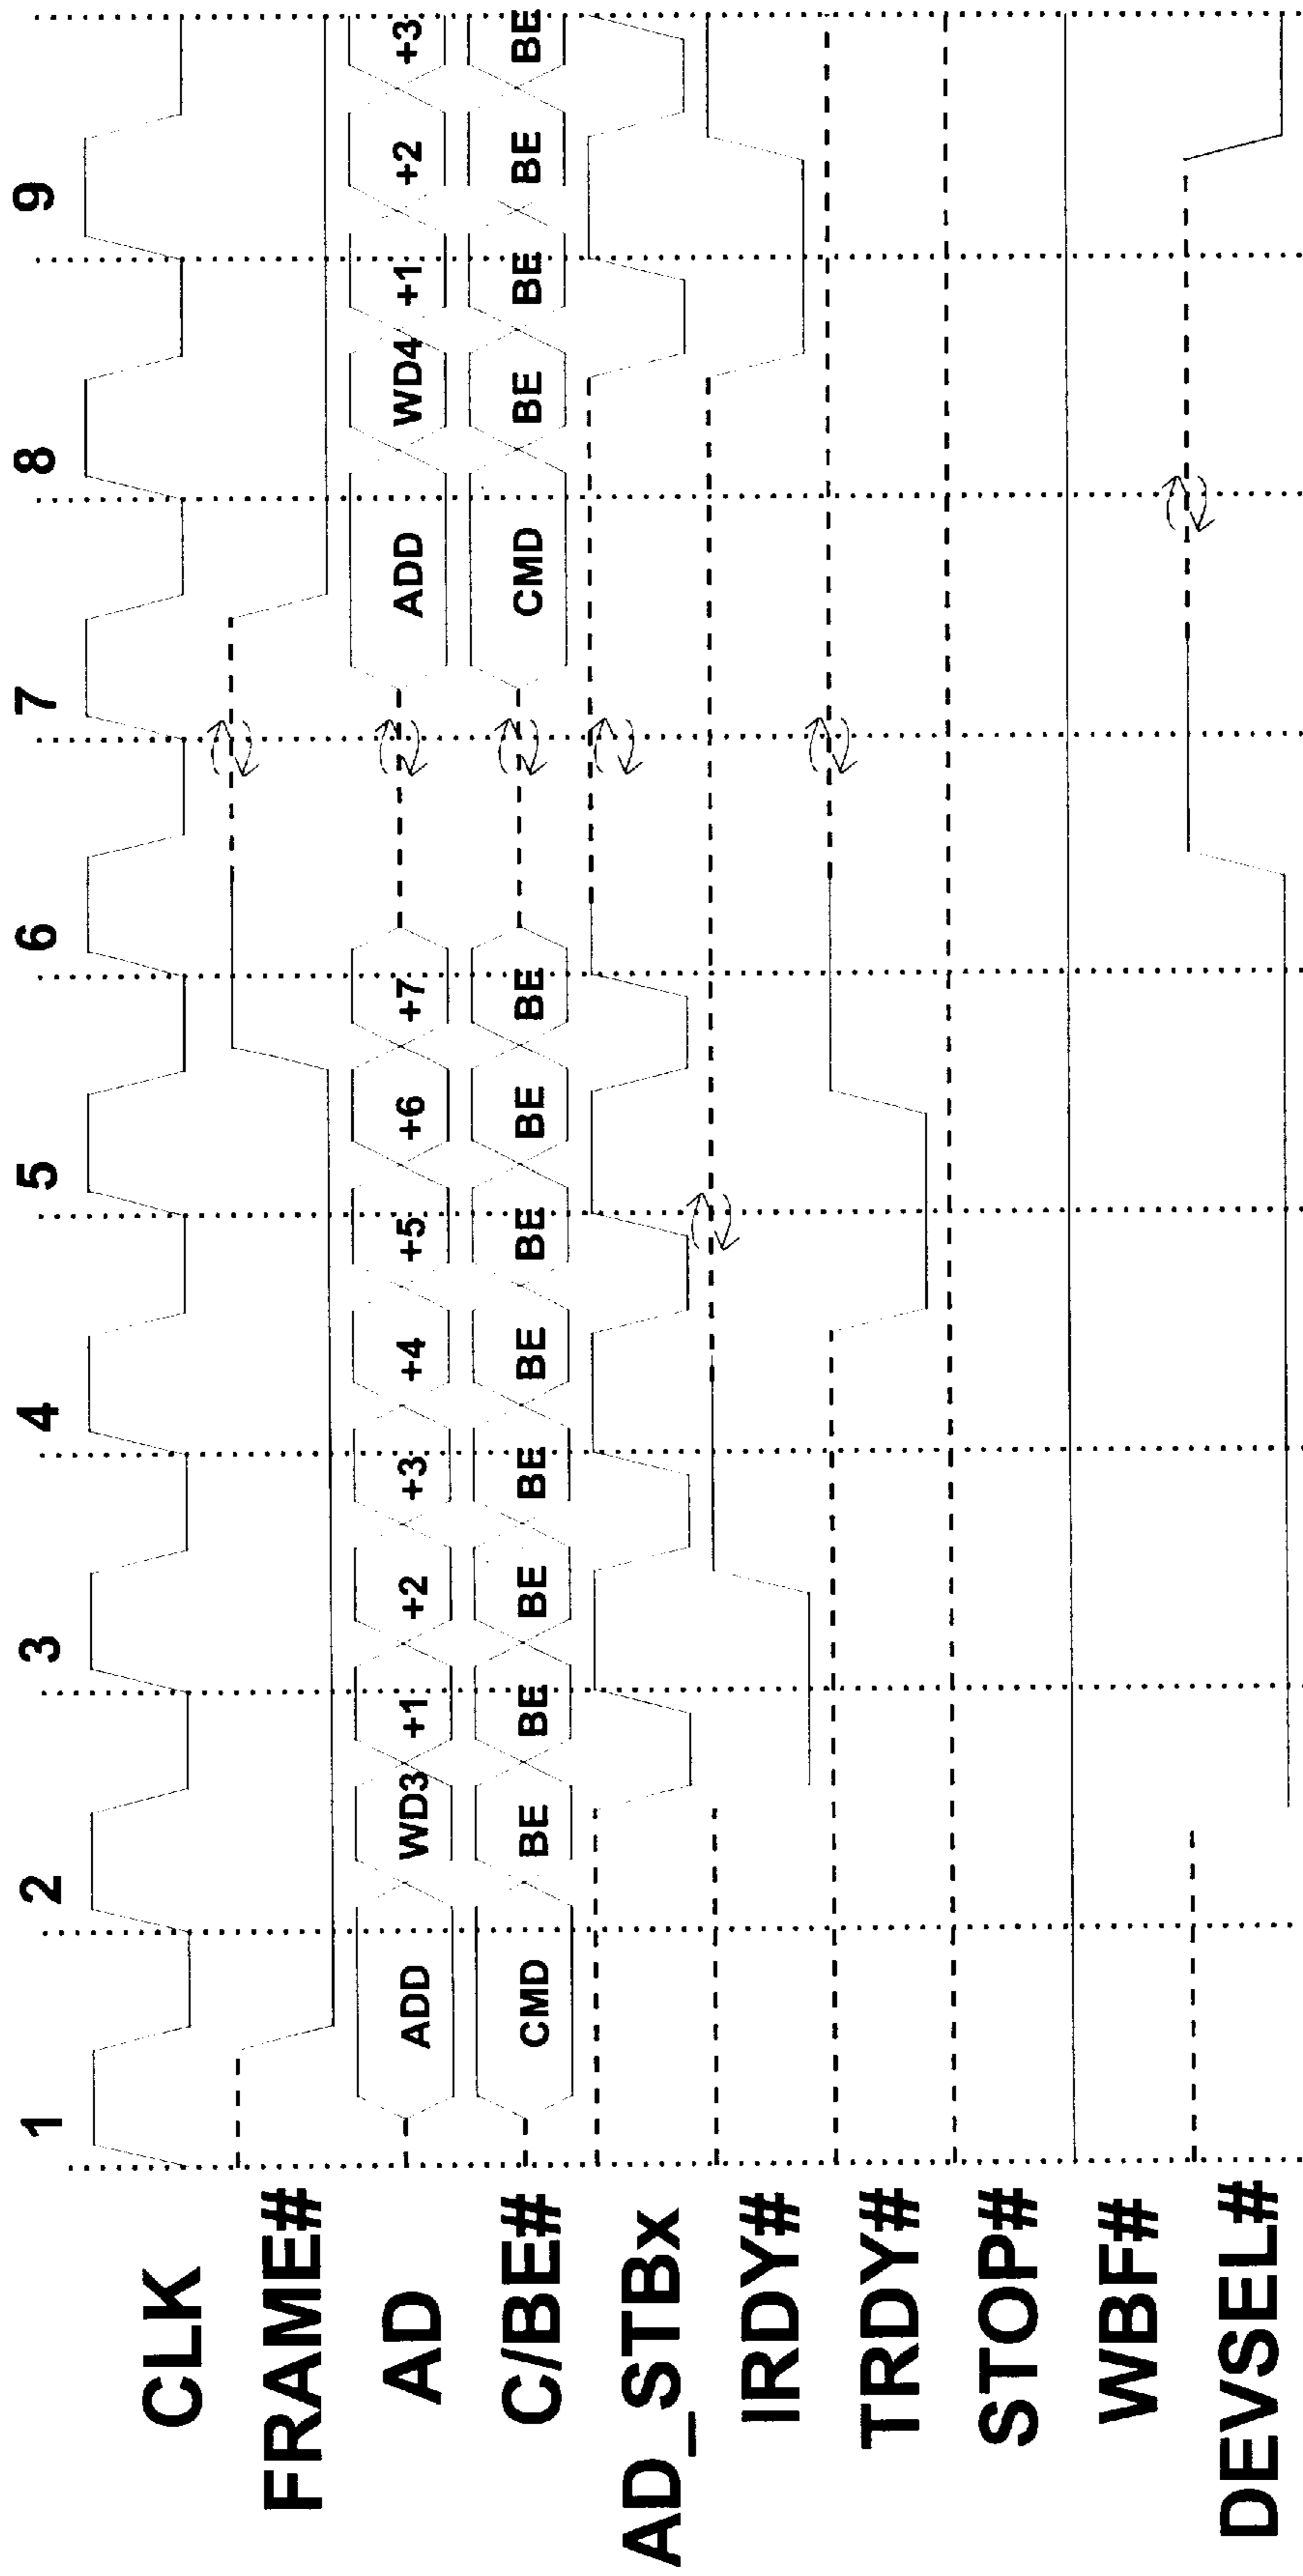 1 2 3 4 5 6 7 8 9
CLK
FRAME#
AD ADD WD3 +1 +2 +3 +4 +5 +6 +7 ADD WD4 +1 +2 +3
C/BE# CMD BE BE BE BE BE BE BE BE CMD BE BE BE BE
AD_STBx
IRDY#
TRDY#
STOP#
WBF#
DEVSEL#